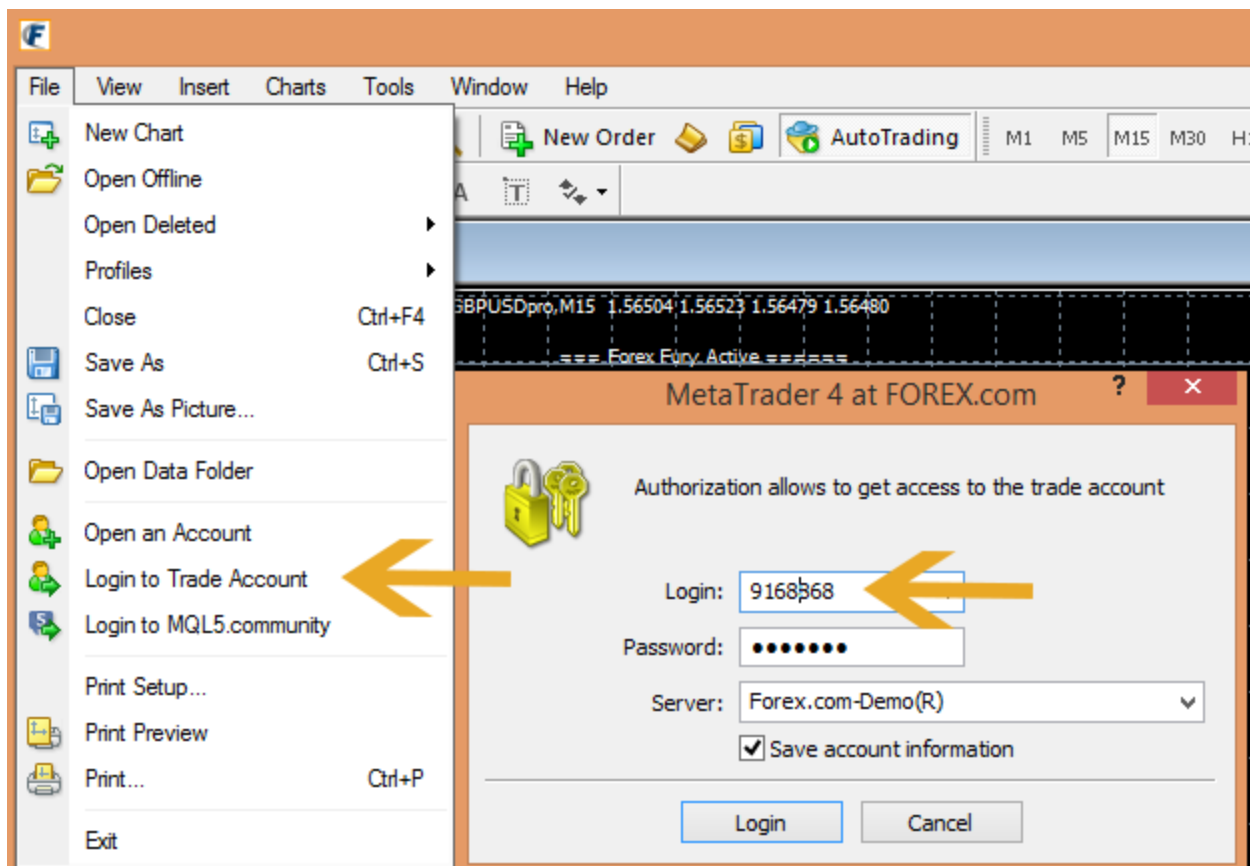 File View Insert Charts Tools Window Help
New Chart
Open Offline
Open Deleted
Profiles
Close Ctrl+F4
Save As Ctrl+S
Save As Picture...
Open Data Folder
Open an Account
Login to Trade Account
Login to MQL5.community
Print Setup...
Print Preview
Print... Ctrl+P
Exit
New Order AutoTrading M1 M5 M15 M30
A T
GBPUSDpro,M15 1.56504 1.56523 1.56479 1.56480
=== Forex Fury Active ======
MetaTrader 4 at FOREX.com ?
Authorization allows to get access to the trade account
Login: 9168368
Password: •••••••
Server: Forex.com-Demo(R)
Save account information
Login Cancel